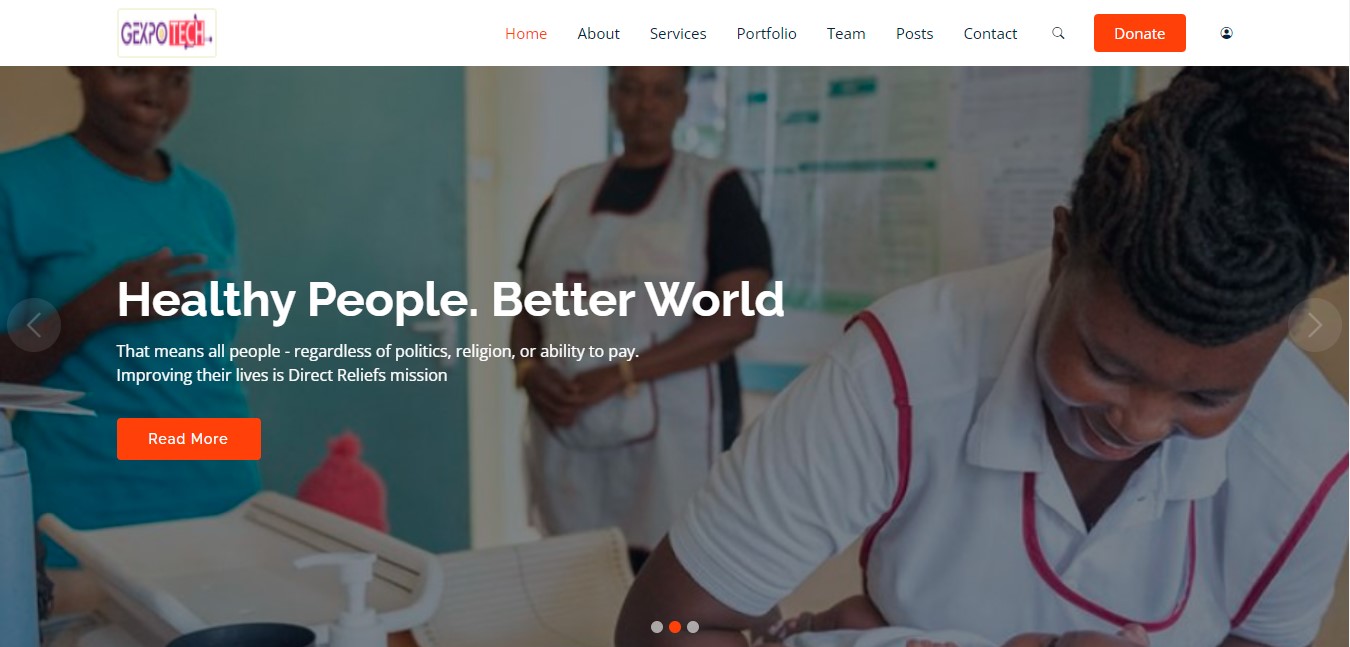 GEXPOTECH
Home About Services Portfolio Team Posts Contact Donate
Healthy People. Better World
That means all people - regardless of politics, religion, or ability to pay.
Improving their lives is Direct Reliefs mission
Read More